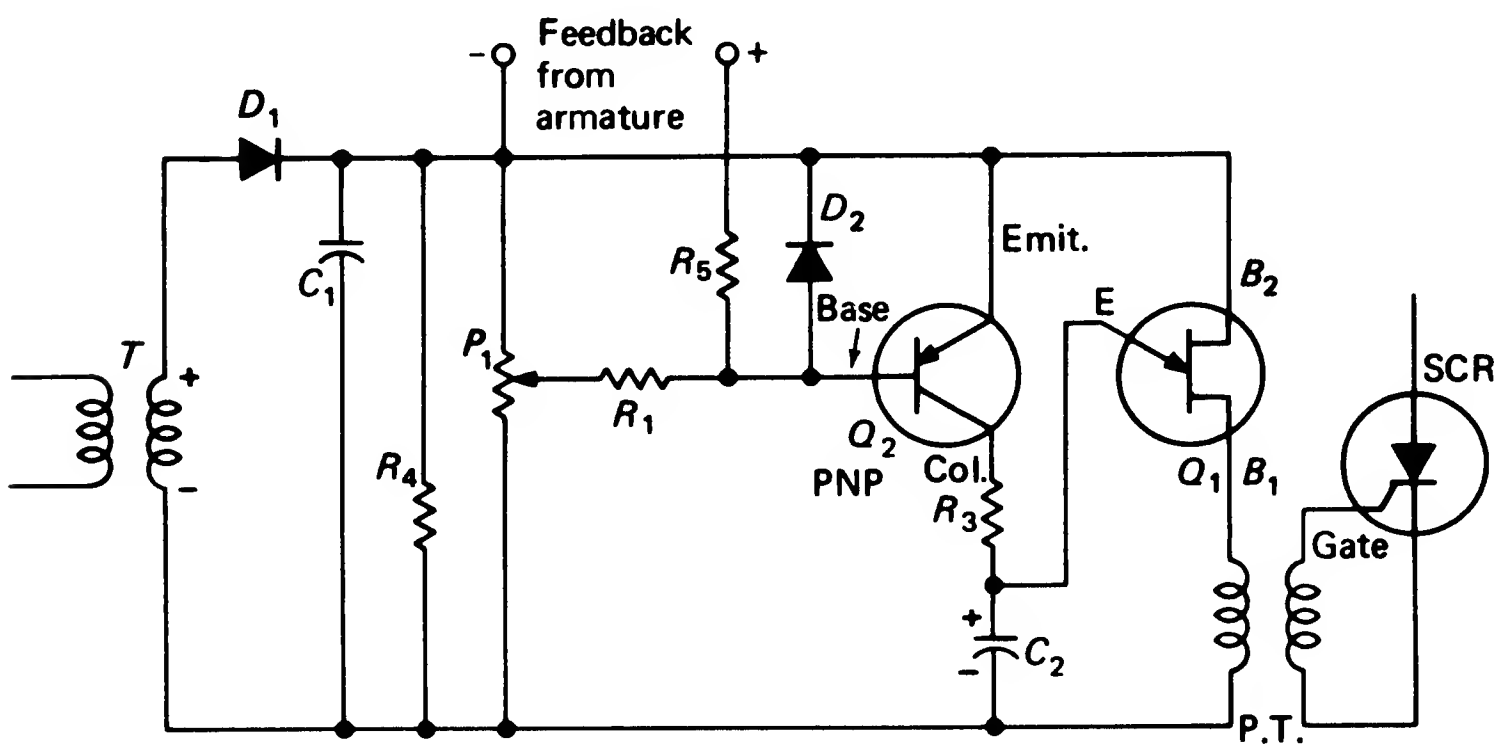 - Feedback +
from
armature
D1
D2
Emit.
C1
R5
Base
E
B2
T
+
P1
SCR
R1
Q2
PNP
Col.
Q1 B1
-
R4
R3
Gate
+
C2
-
P.T.